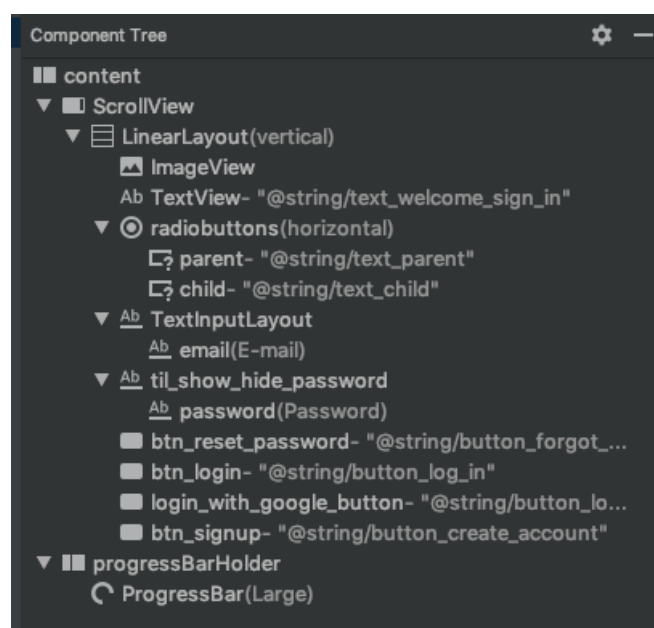 Component Tree
content
ScrollView
LinearLayout(vertical)
ImageView
Ab TextView- "@string/text_welcome_sign_in"
radiobuttons(horizontal)
parent- "@string/text_parent"
child- "@string/text_child"
Ab TextInputLayout
Ab email(E-mail)
Ab til_show_hide_password
Ab password(Password)
btn_reset_password- "@string/button_forgot_...
btn_login- "@string/button_log_in"
login_with_google_button- "@string/button_lo...
btn_signup- "@string/button_create_account"
progressBarHolder
ProgressBar(Large)